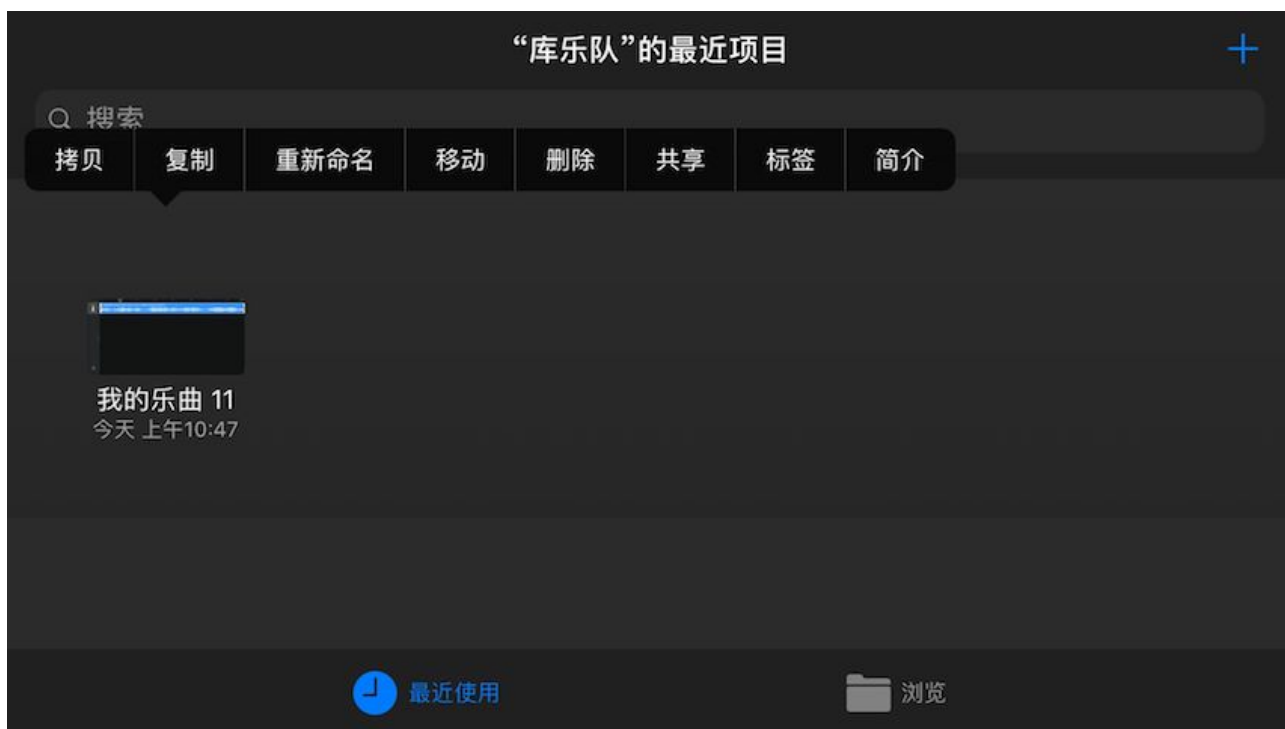 “库乐队”的最近项目
搜索
拷贝 复制 重新命名 移动 删除 共享 标签 简介
我的乐曲 11
今天 上午10:47
最近使用 浏览